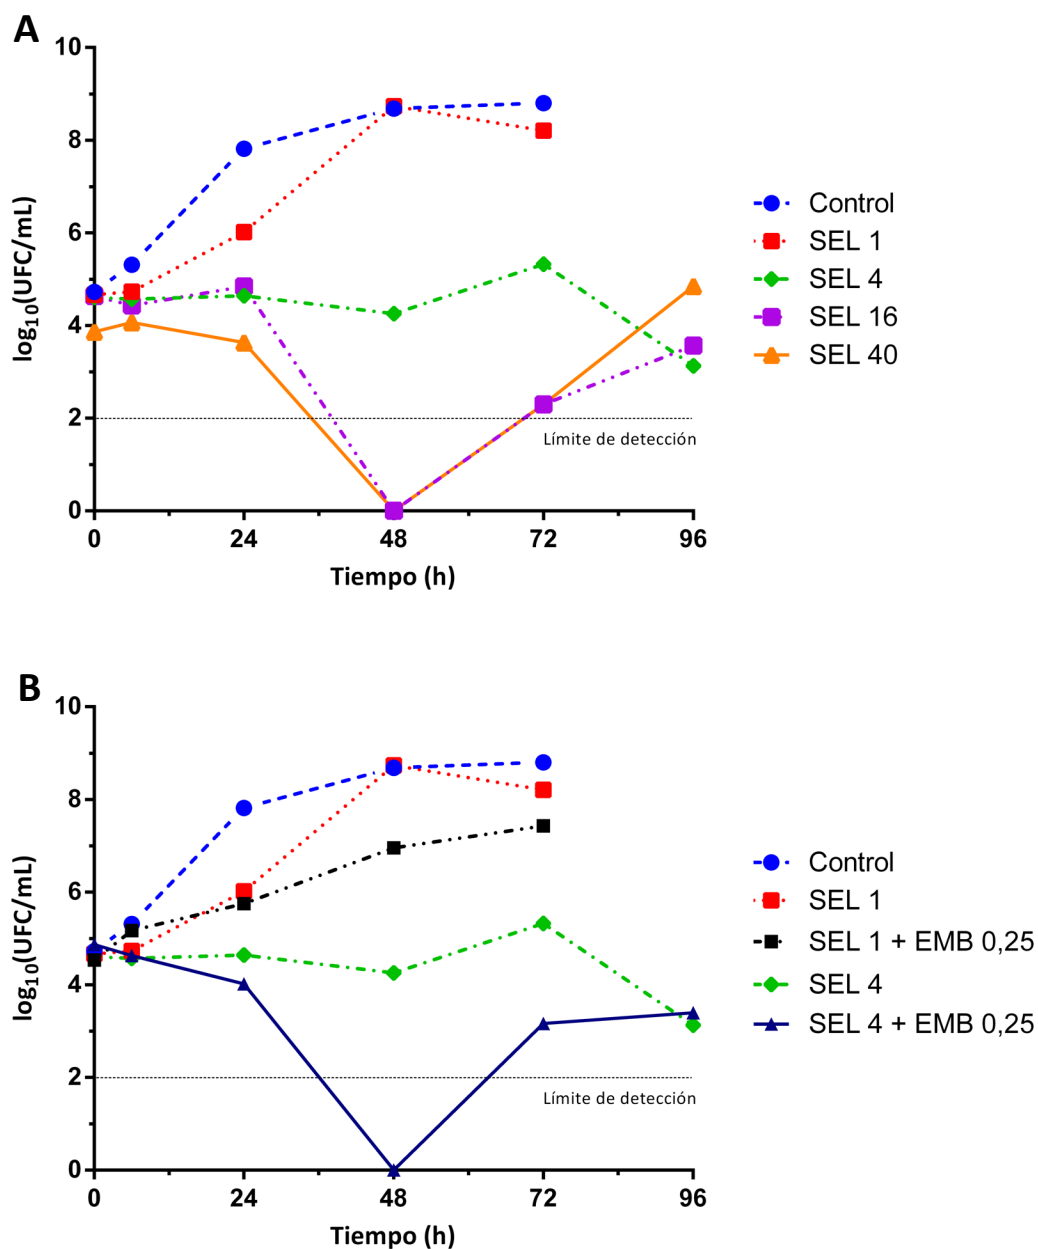 A
10
8
6
4
2
0
log10(UFC/mL)
0 24 48 72 96
Tiempo (h)
Límite de detección
Control
SEL 1
SEL 4
SEL 16
SEL 40
B
10
8
6
4
2
0
log10(UFC/mL)
0 24 48 72 96
Tiempo (h)
Límite de detección
Control
SEL 1
SEL 1 + EMB 0,25
SEL 4
SEL 4 + EMB 0,25